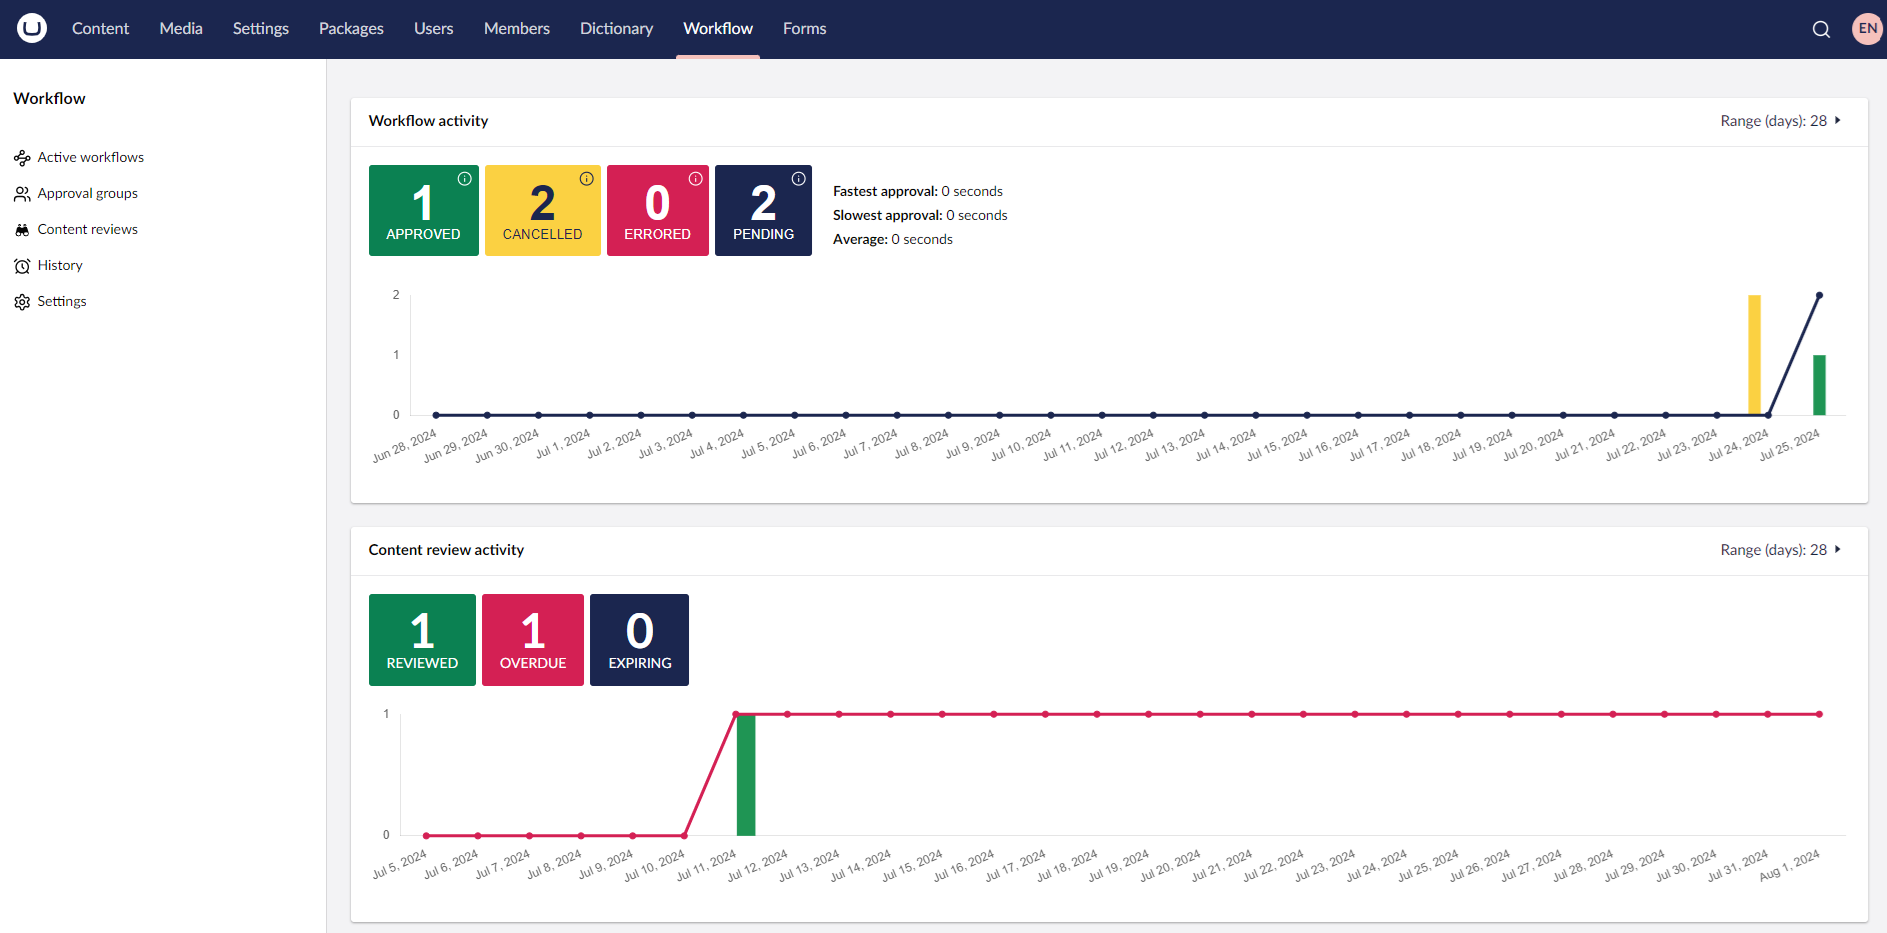 Content Media Settings Packages Users Members Dictionary Workflow Forms EN
Workflow
Active workflows
Approval groups
Content reviews
History
Settings
Workflow activity
Range (days): 28
1
APPROVED
2
CANCELLED
0
ERRORED
2
PENDING
Fastest approval: 0 seconds
Slowest approval: 0 seconds
Average: 0 seconds
2
1
0
Jun 28, 2024
Jun 29, 2024
Jun 30, 2024
Jul 1, 2024
Jul 2, 2024
Jul 3, 2024
Jul 4, 2024
Jul 5, 2024
Jul 6, 2024
Jul 7, 2024
Jul 8, 2024
Jul 9, 2024
Jul 10, 2024
Jul 11, 2024
Jul 12, 2024
Jul 13, 2024
Jul 14, 2024
Jul 15, 2024
Jul 16, 2024
Jul 17, 2024
Jul 18, 2024
Jul 19, 2024
Jul 20, 2024
Jul 21, 2024
Jul 22, 2024
Jul 23, 2024
Jul 24, 2024
Jul 25, 2024
Content review activity
Range (days): 28
1
REVIEWED
1
OVERDUE
0
EXPIRING
1
0
Jul 5, 2024
Jul 6, 2024
Jul 7, 2024
Jul 8, 2024
Jul 9, 2024
Jul 10, 2024
Jul 11, 2024
Jul 12, 2024
Jul 13, 2024
Jul 14, 2024
Jul 15, 2024
Jul 16, 2024
Jul 17, 2024
Jul 18, 2024
Jul 19, 2024
Jul 20, 2024
Jul 21, 2024
Jul 22, 2024
Jul 23, 2024
Jul 24, 2024
Jul 25, 2024
Jul 26, 2024
Jul 27, 2024
Jul 28, 2024
Jul 29, 2024
Jul 30, 2024
Jul 31, 2024
Aug 1, 2024